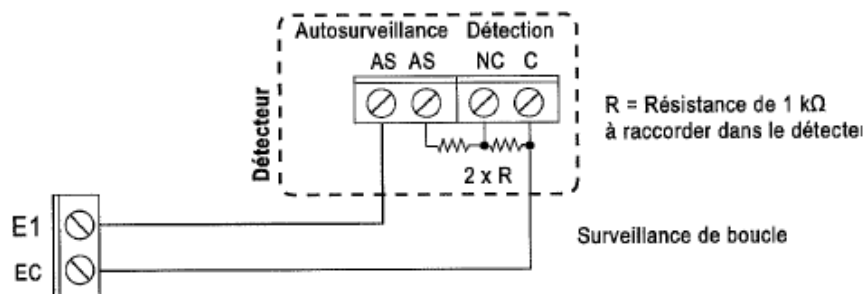 Autosurveillance Détection
AS AS NC C
Détecteur
R = Résistance de 1 kΩ
à raccorder dans le
2 x R
E1
Surveillance de boucle
EC